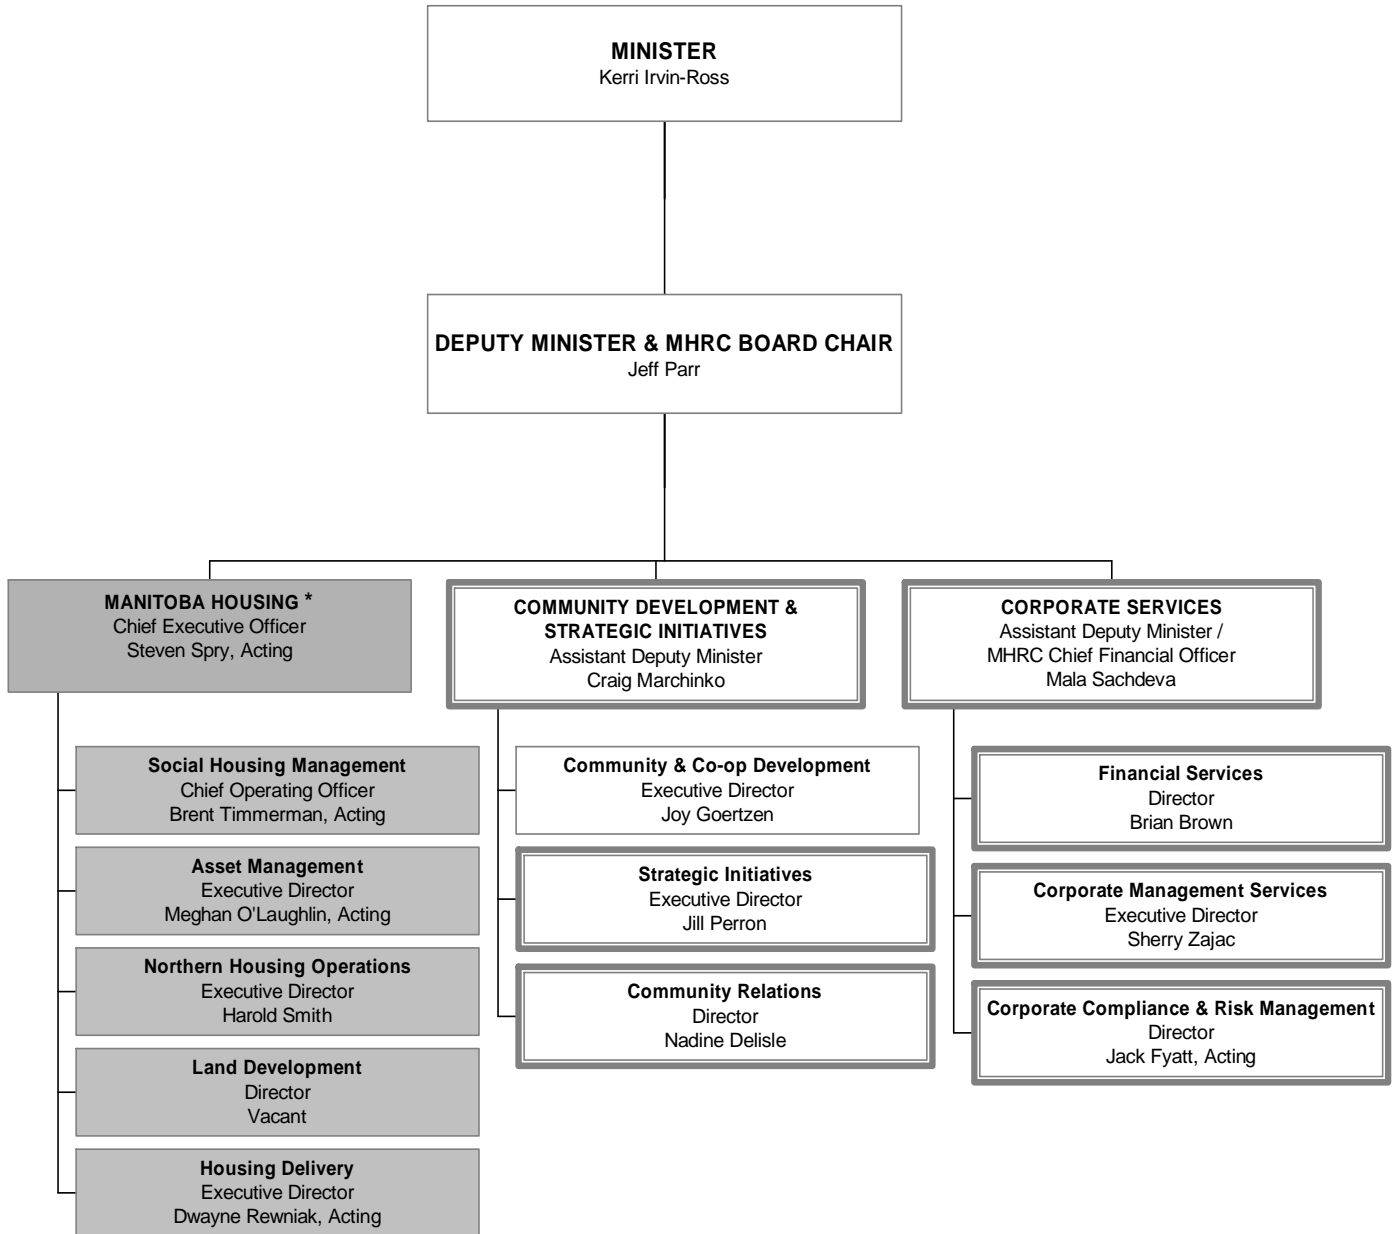 MINISTER
Kerri Irvin-Ross
DEPUTY MINISTER & MHRC BOARD CHAIR
Jeff Parr
MANITOBA HOUSING *
Chief Executive Officer
Steven Spry, Acting
Social Housing Management
Chief Operating Officer
Brent Timmerman, Acting
Asset Management
Executive Director
Meghan O'Laughlin, Acting
Northern Housing Operations
Executive Director
Harold Smith
Land Development
Director
Vacant
Housing Delivery
Executive Director
Dwayne Rewniak, Acting
COMMUNITY DEVELOPMENT &
STRATEGIC INITIATIVES
Assistant Deputy Minister
Craig Marchinko
Community & Co-op Development
Executive Director
Joy Goertzen
Strategic Initiatives
Executive Director
Jill Perron
Community Relations
Director
Nadine Delisle
CORPORATE SERVICES
Assistant Deputy Minister /
MHRC Chief Financial Officer
Mala Sachdeva
Financial Services
Director
Brian Brown
Corporate Management Services
Executive Director
Sherry Zajac
Corporate Compliance & Risk Management
Director
Jack Fyatt, Acting